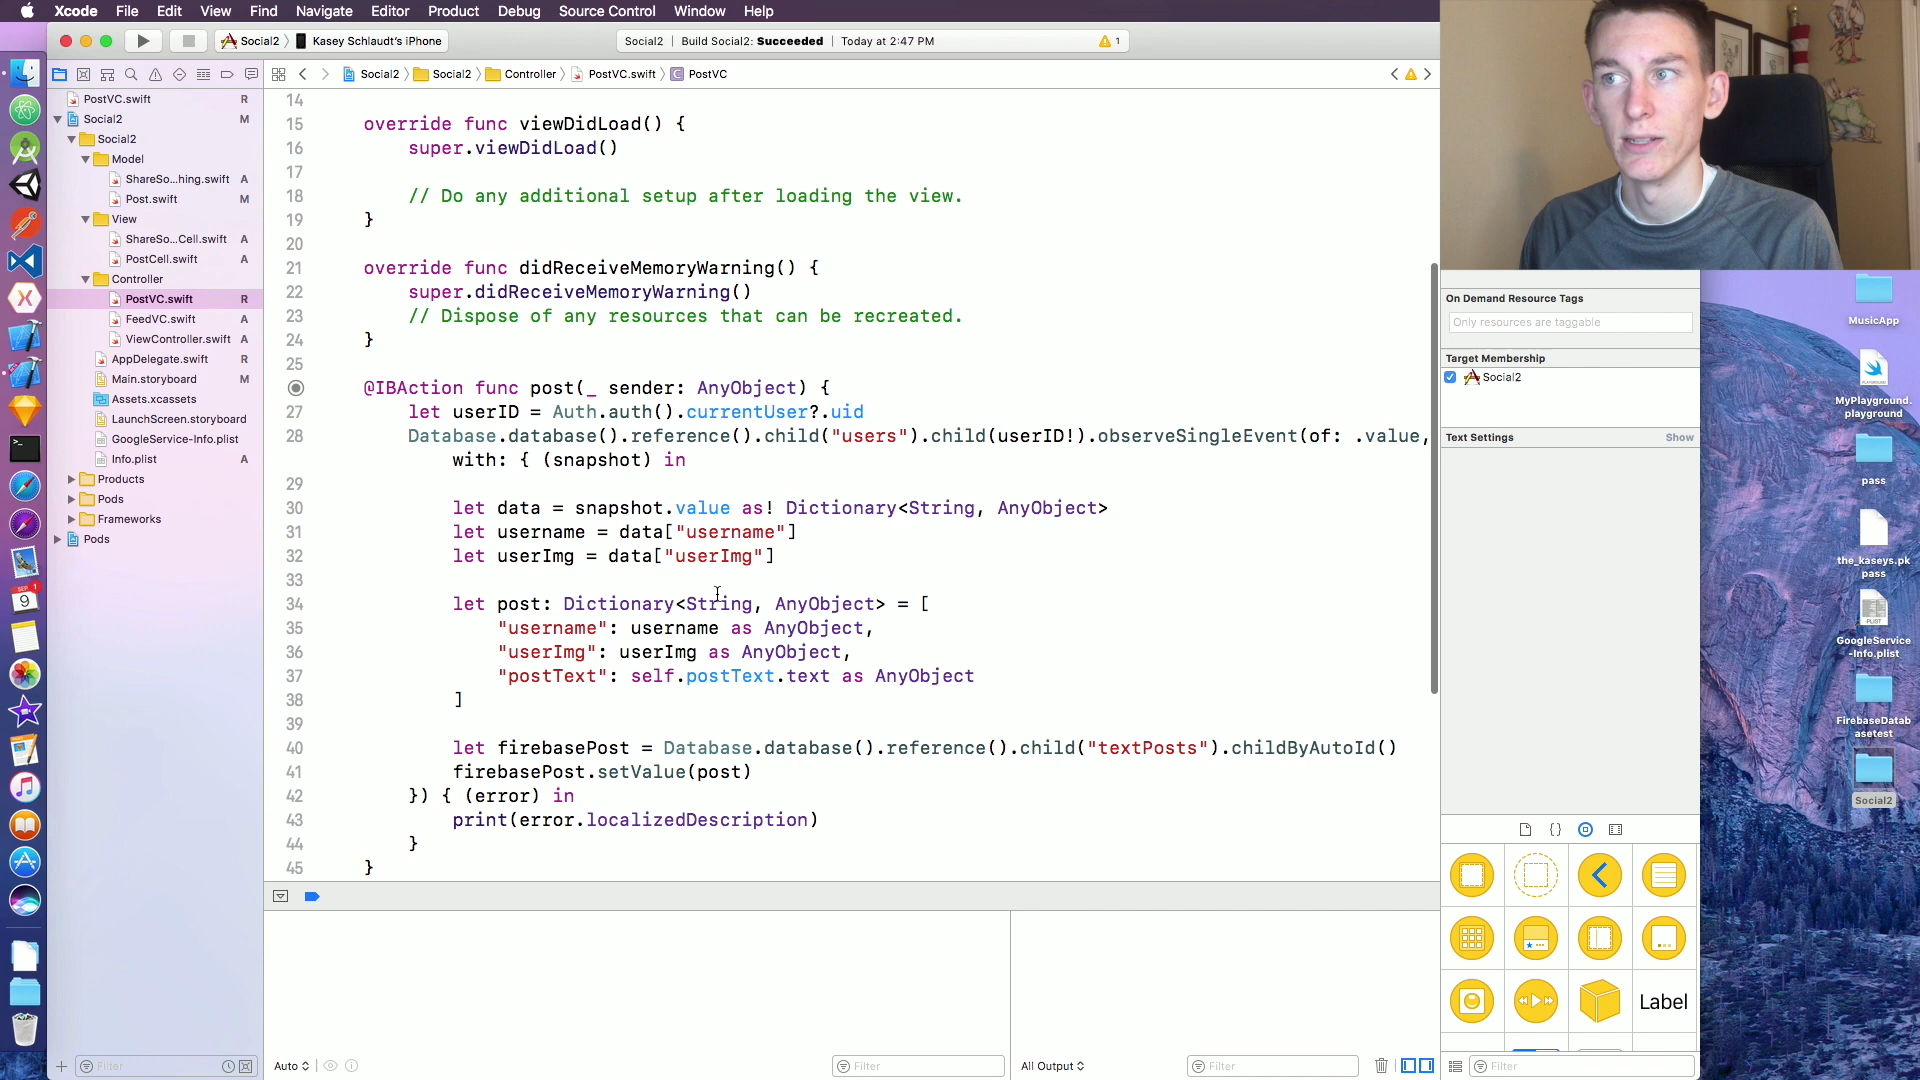 Xcode File Edit View Find Navigate Editor Product Debug Source Control Window Help
Social2 Kasey Schlaudt's iPhone
Social2 | Build Social2: Succeeded | Today at 2:47 PM
1
Social2 Social2 Controller PostVC.swift PostVC
PostVC.swift R
Social2 M
Social2
Model
ShareSo...hing.swift A
Post.swift M
View
ShareSo...Cell.swift A
PostCell.swift A
Controller
PostVC.swift R
FeedVC.swift A
ViewController.swift A
AppDelegate.swift R
Main.storyboard M
Assets.xcassets
LaunchScreen.storyboard
GoogleService-Info.plist
Info.plist A
Products
Pods
Frameworks
Pods
Filter
14
15 override func viewDidLoad() {
16 super.viewDidLoad()
17
18 // Do any additional setup after loading the view.
19 }
20
21 override func didReceiveMemoryWarning() {
22 super.didReceiveMemoryWarning()
23 // Dispose of any resources that can be recreated.
24 }
25
@IBAction func post(_ sender: AnyObject) {
27 let userID = Auth.auth().currentUser?.uid
28 Database.database().reference().child("users").child(userID!).observeSingleEvent(of: .value,
with: { (snapshot) in
29
30 let data = snapshot.value as! Dictionary<String, AnyObject>
31 let username = data["username"]
32 let userImg = data["userImg"]
33
34 let post: Dictionary<String, AnyObject> = [
35 "username": username as AnyObject,
36 "userImg": userImg as AnyObject,
37 "postText": self.postText.text as AnyObject
38 ]
39
40 let firebasePost = Database.database().reference().child("textPosts").childByAutoId()
41 firebasePost.setValue(post)
42 }) { (error) in
43 print(error.localizedDescription)
44 }
45 }
Auto
Filter
All Output
Filter
On Demand Resource Tags
Only resources are taggable
Target Membership
Social2
Text Settings Show
Label
Filter
MusicApp
PLAYGROUND
MyPlayground.
playground
pass
the_kaseys.pk
pass
PLIST
GoogleService
-Info.plist
FirebaseDatab
asetest
Social2
SEP
9
1